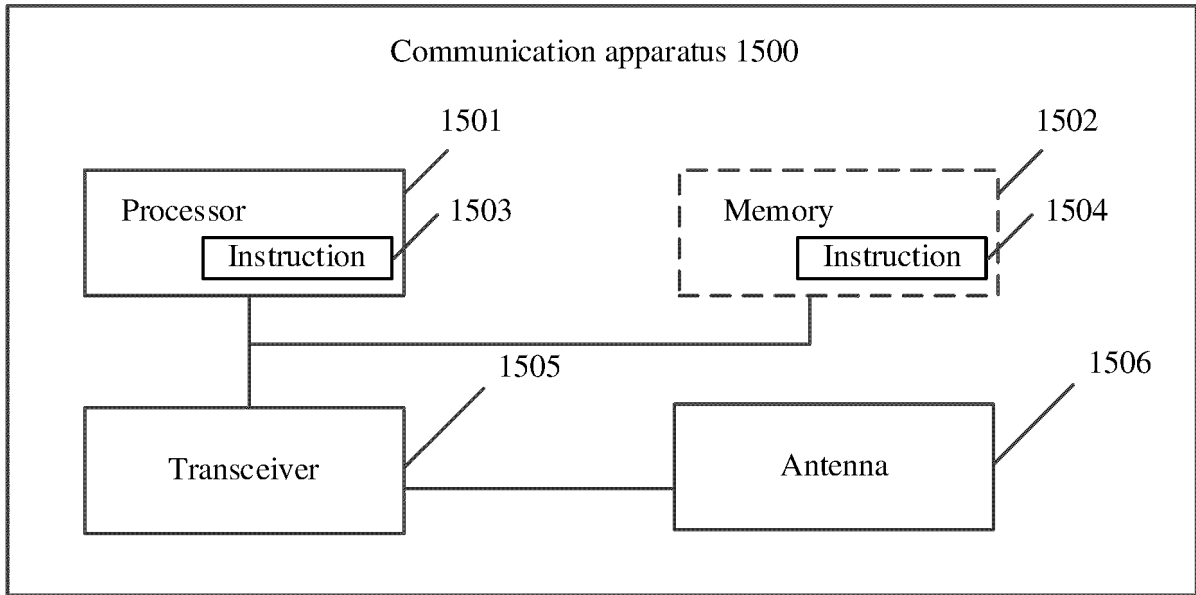 Communication apparatus 1500
1501
1502
Processor
1503
Memory
1504
Instruction
Instruction
1505
1506
Transceiver
Antenna